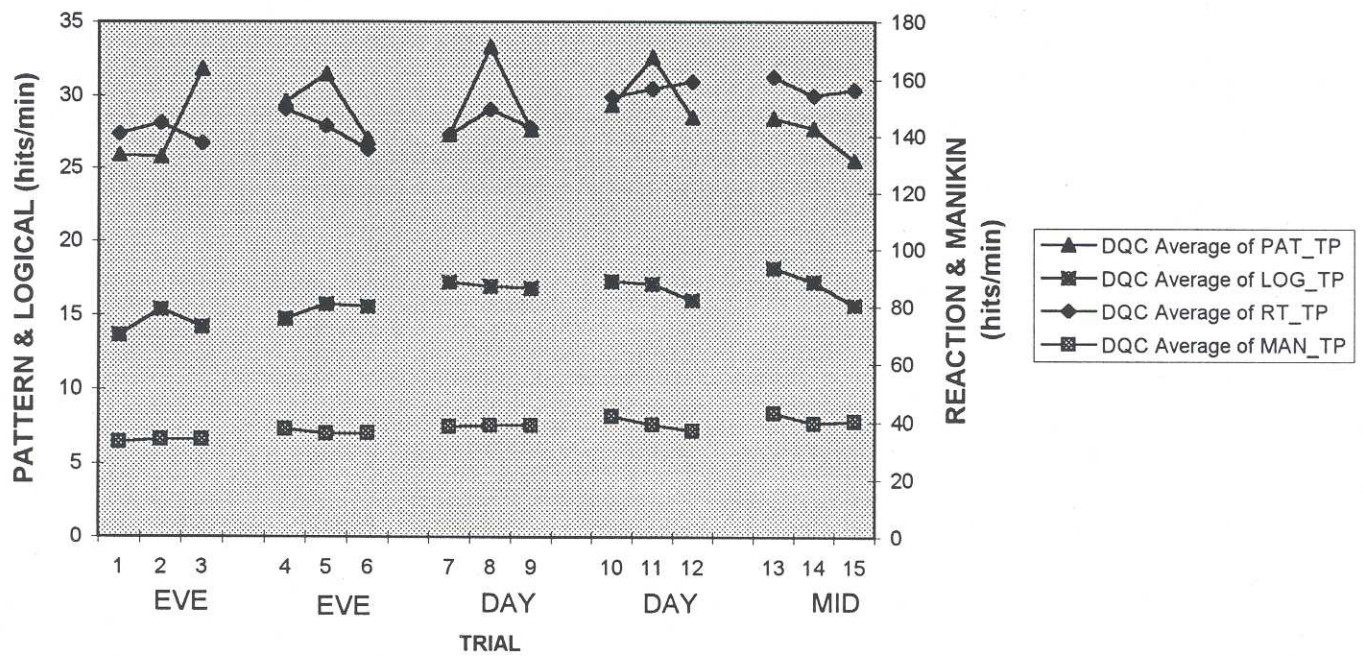 PATTERN & LOGICAL (hits/min)
35
30
25
20
15
10
5
0
180
160
140
120
100
80
60
40
20
0
REACTION & MANIKIN
(hits/min)
1 2 3 4 5 6 7 8 9 10 11 12 13 14 15
EVE EVE DAY DAY MID
TRIAL
DQC Average of PAT_TP
DQC Average of LOG_TP
DQC Average of RT_TP
DQC Average of MAN_TP